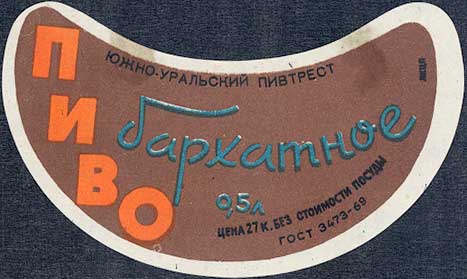 ПИВО
ЮЖНО-УРАЛЬСКИЙ ПИВТРЕСТ
Бархатное
0,5л
ЦЕНА 27 К. БЕЗ СТОИМОСТИ ПОСУДЫ
ГОСТ 3473-69